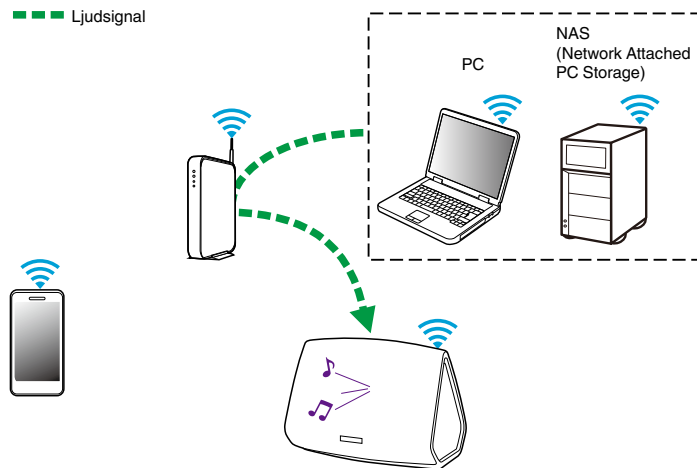 Ljudsignal
PC
NAS
(Network Attached
PC Storage)